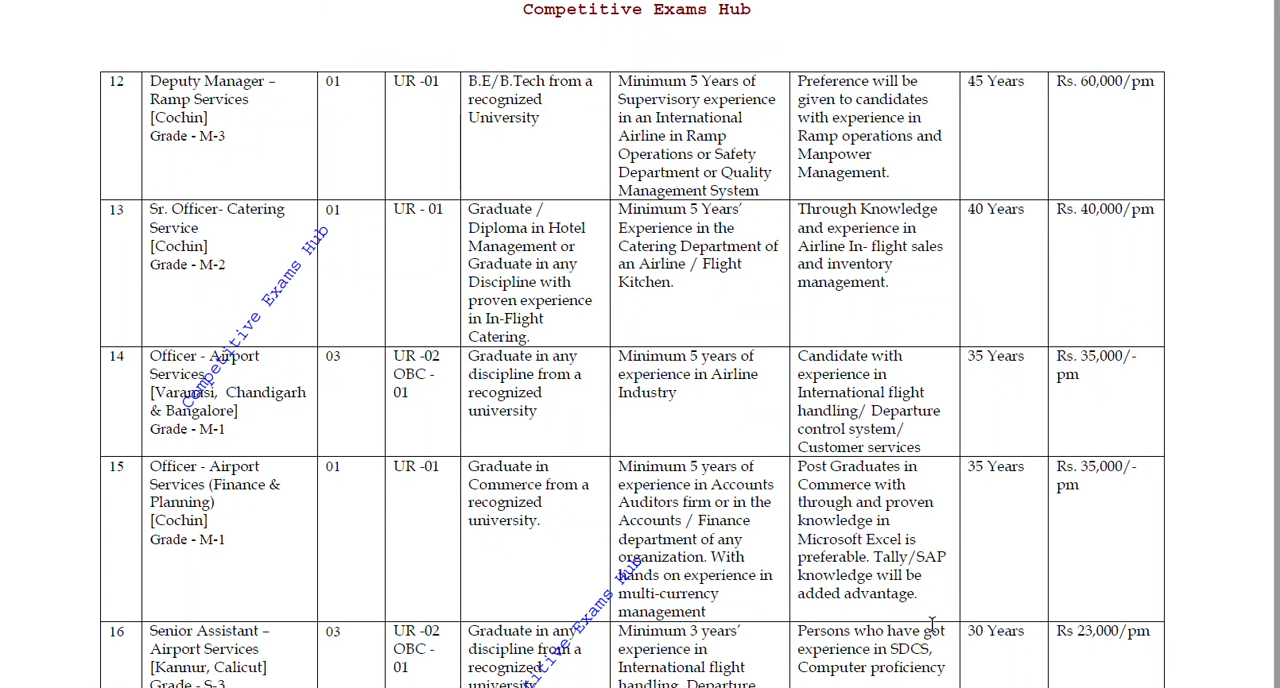 Competitive Exams Hub
12
Deputy Manager –
Ramp Services
[Cochin]
Grade - M-3
01
UR -01
B.E/B.Tech from a
recognized
University
Minimum 5 Years of
Supervisory experience
in an International
Airline in Ramp
Operations or Safety
Department or Quality
Management System
Preference will be
given to candidates
with experience in
Ramp operations and
Manpower
Management.
45 Years
Rs. 60,000/pm
13
Sr. Officer- Catering
Service
[Cochin]
Grade - M-2
01
UR - 01
Graduate /
Diploma in Hotel
Management or
Graduate in any
Discipline with
proven experience
in In-Flight
Catering.
Minimum 5 Years’
Experience in the
Catering Department of
an Airline / Flight
Kitchen.
Through Knowledge
and experience in
Airline In- flight sales
and inventory
management.
40 Years
Rs. 40,000/pm
14
Officer - Airport
Services
[Varanasi, Chandigarh
& Bangalore]
Grade - M-1
03
UR -02
OBC -
01
Graduate in any
discipline from a
recognized
university
Minimum 5 years of
experience in Airline
Industry
Candidate with
experience in
International flight
handling/ Departure
control system/
Customer services
35 Years
Rs. 35,000/-
pm
15
Officer - Airport
Services (Finance &
Planning)
[Cochin]
Grade - M-1
01
UR -01
Graduate in
Commerce from a
recognized
university.
Minimum 5 years of
experience in Accounts
Auditors firm or in the
Accounts / Finance
department of any
organization. With
hands on experience in
multi-currency
management
Post Graduates in
Commerce with
through and proven
knowledge in
Microsoft Excel is
preferable. Tally/SAP
knowledge will be
added advantage.
35 Years
Rs. 35,000/-
pm
16
Senior Assistant –
Airport Services
[Kannur, Calicut]
Grade - S-3
03
UR -02
OBC -
01
Graduate in any
discipline from a
recognized
university
Minimum 3 years’
experience in
International flight
handling, Departure
Persons who have got
experience in SDCS,
Computer proficiency
30 Years
Rs 23,000/pm
Competitive Exams Hub
titive Exams Hub